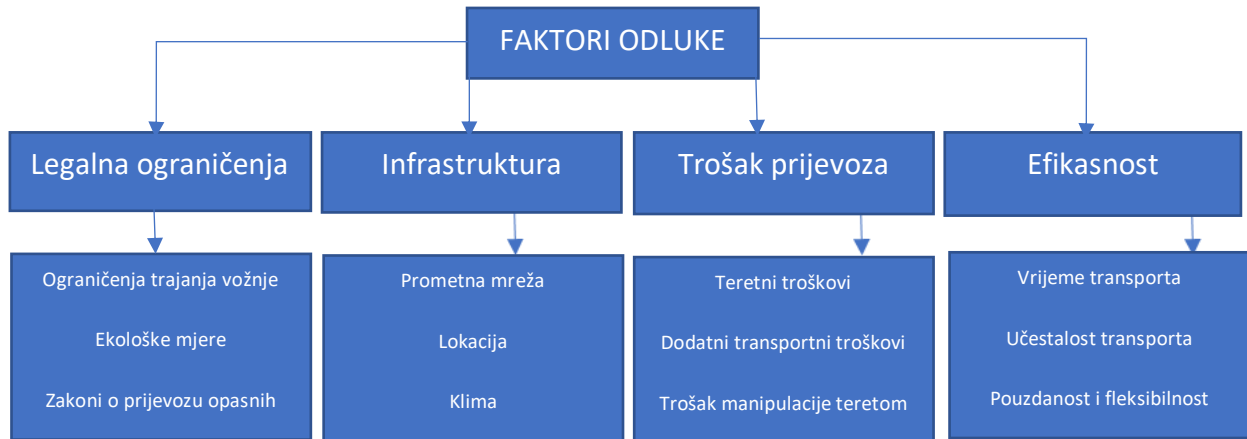 FAKTORI ODLUKE
Legalna ograničenja
Infrastruktura
Trošak prijevoza
Efikasnost
Ograničenja trajanja vožnje
Ekološke mjere
Zakoni o prijevozu opasnih
Prometna mreža
Lokacija
Klima
Teretni troškovi
Dodatni transportni troškovi
Trošak manipulacije teretom
Vrijeme transporta
Učestalost transporta
Pouzdanost i fleksibilnost